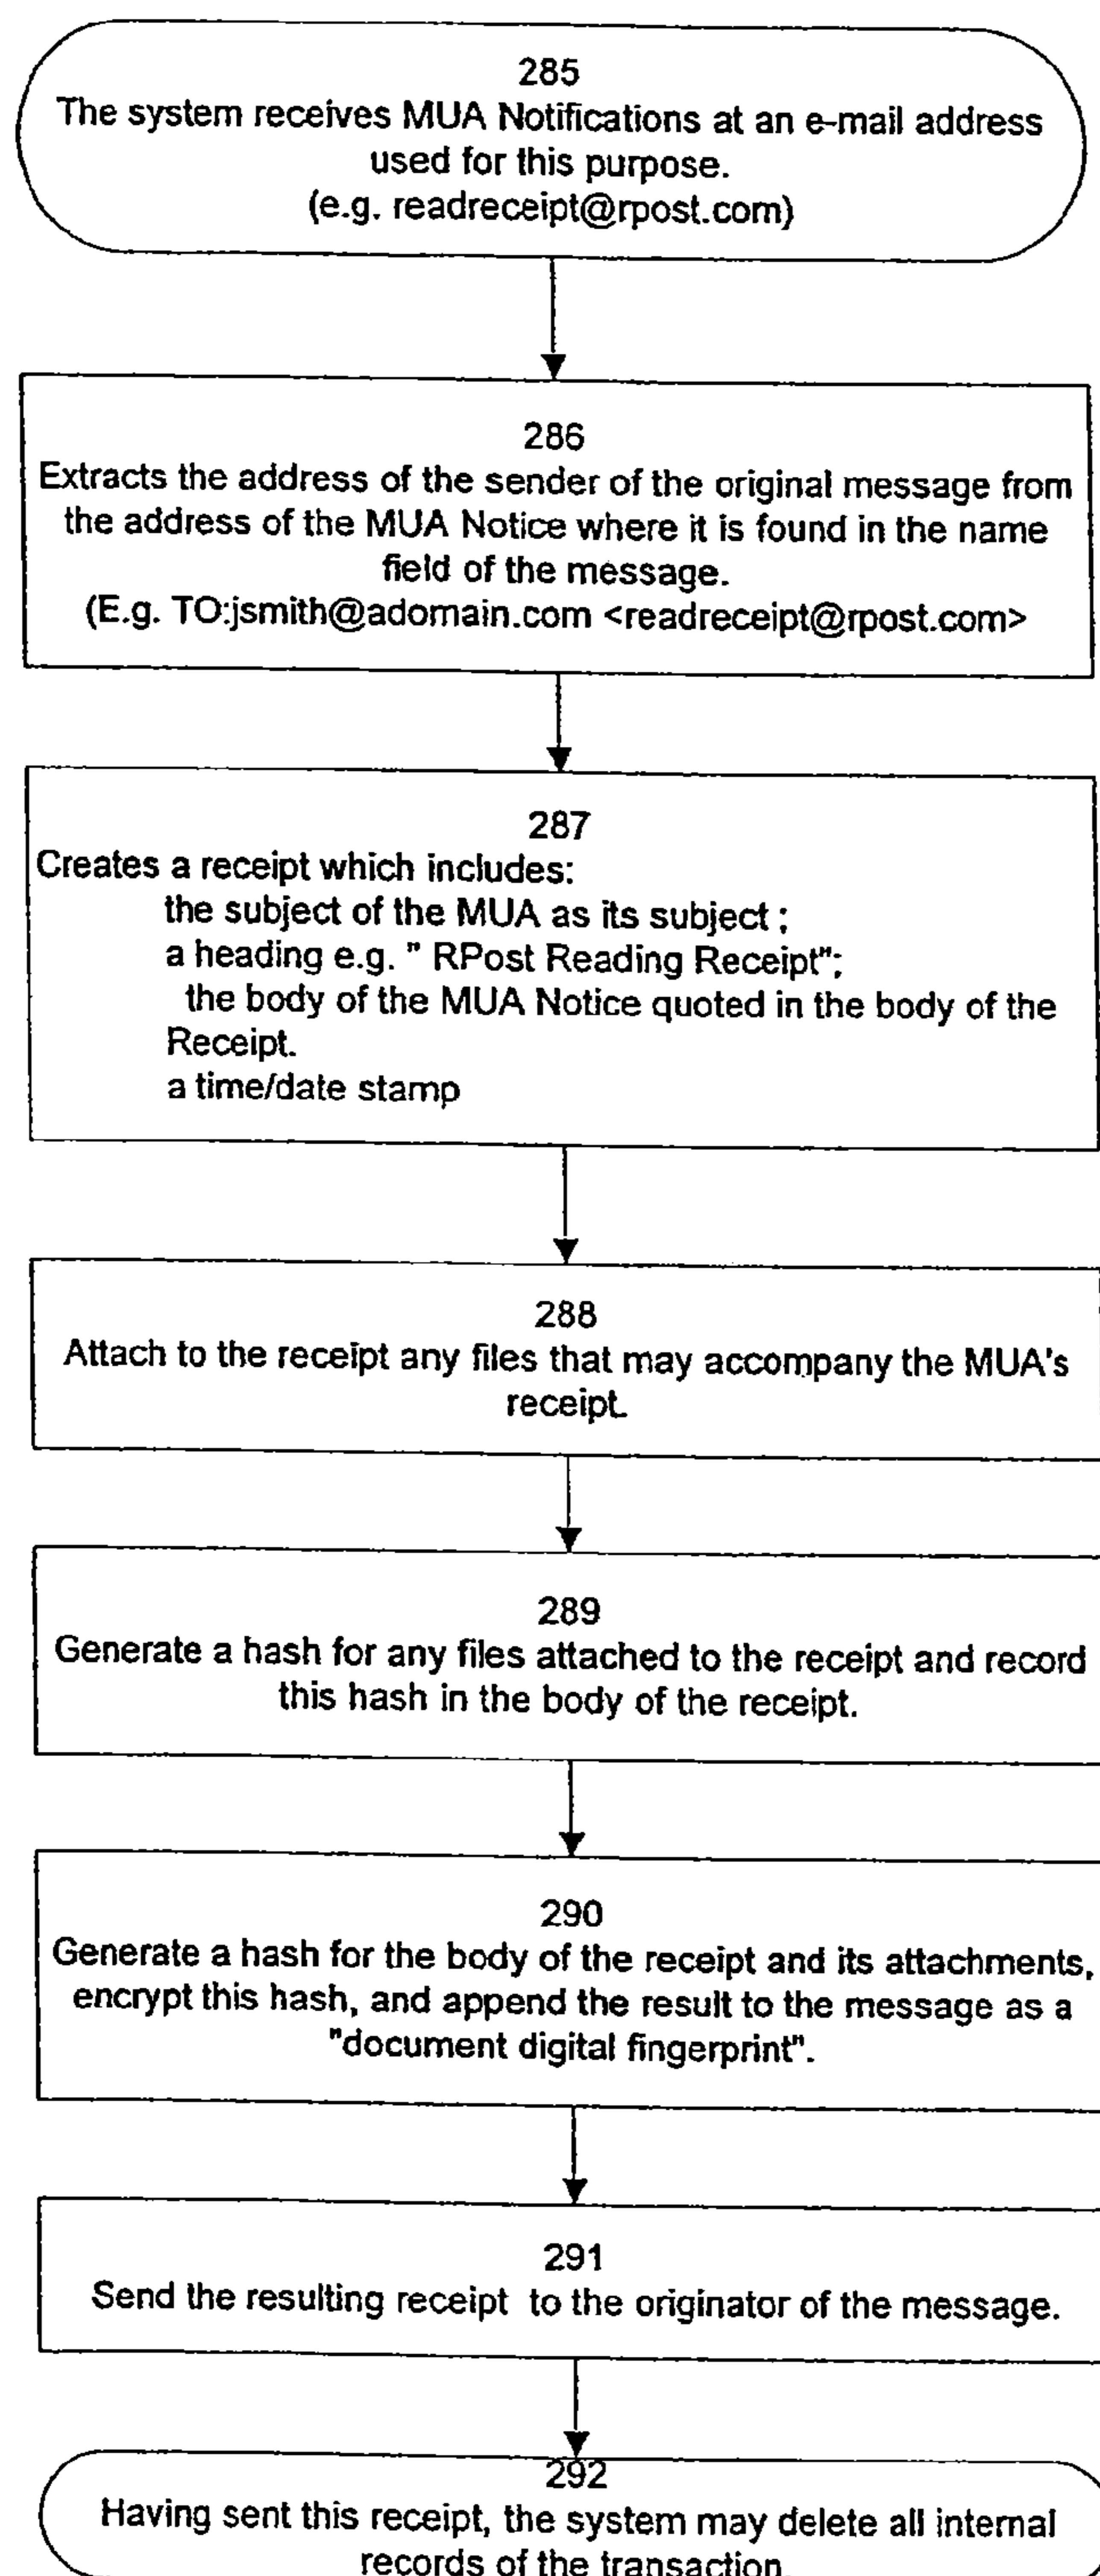 285
The system receives MUA Notifications at an e-mail address
used for this purpose.
(e.g. readreceipt@rpost.com)
286
Extracts the address of the sender of the original message from
the address of the MUA Notice where it is found in the name
field of the message.
(E.g. TO:jsmith@adomain.com <readreceipt@rpost.com>
287
Creates a receipt which includes:
the subject of the MUA as its subject ;
a heading e.g. " RPost Reading Receipt";
the body of the MUA Notice quoted in the body of the
Receipt.
a time/date stamp
288
Attach to the receipt any files that may accompany the MUA's
receipt.
289
Generate a hash for any files attached to the receipt and record
this hash in the body of the receipt.
290
Generate a hash for the body of the receipt and its attachments,
encrypt this hash, and append the result to the message as a
"document digital fingerprint".
291
Send the resulting receipt to the originator of the message.
292
Having sent this receipt, the system may delete all internal
records of the transaction.